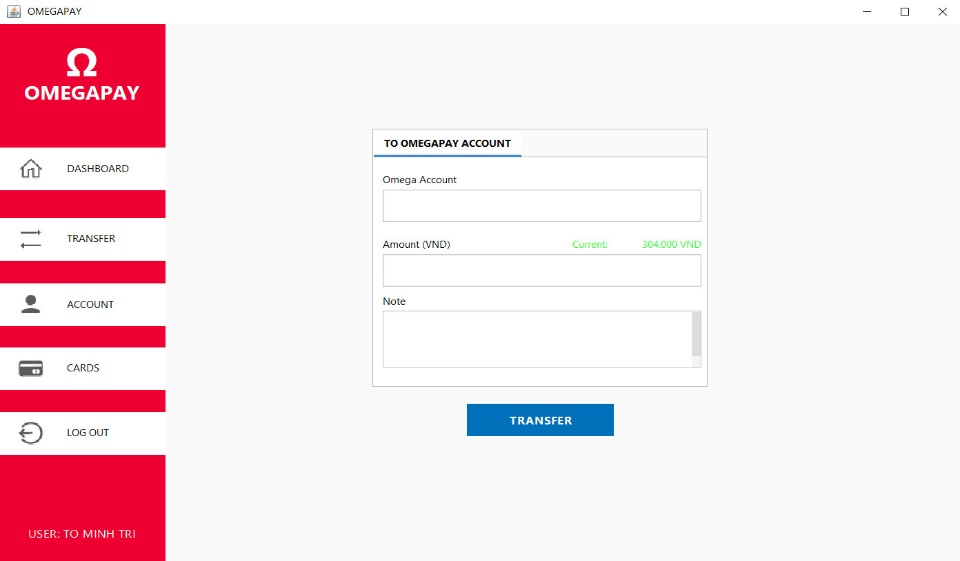 OMEGAPAY
Ω
OMEGAPAY
DASHBOARD
TRANSFER
ACCOUNT
CARDS
LOG OUT
USER: TO MINH TRI
TO OMEGAPAY ACCOUNT
Omega Account
Amount (VND) Current: 304,000 VND
Note
TRANSFER